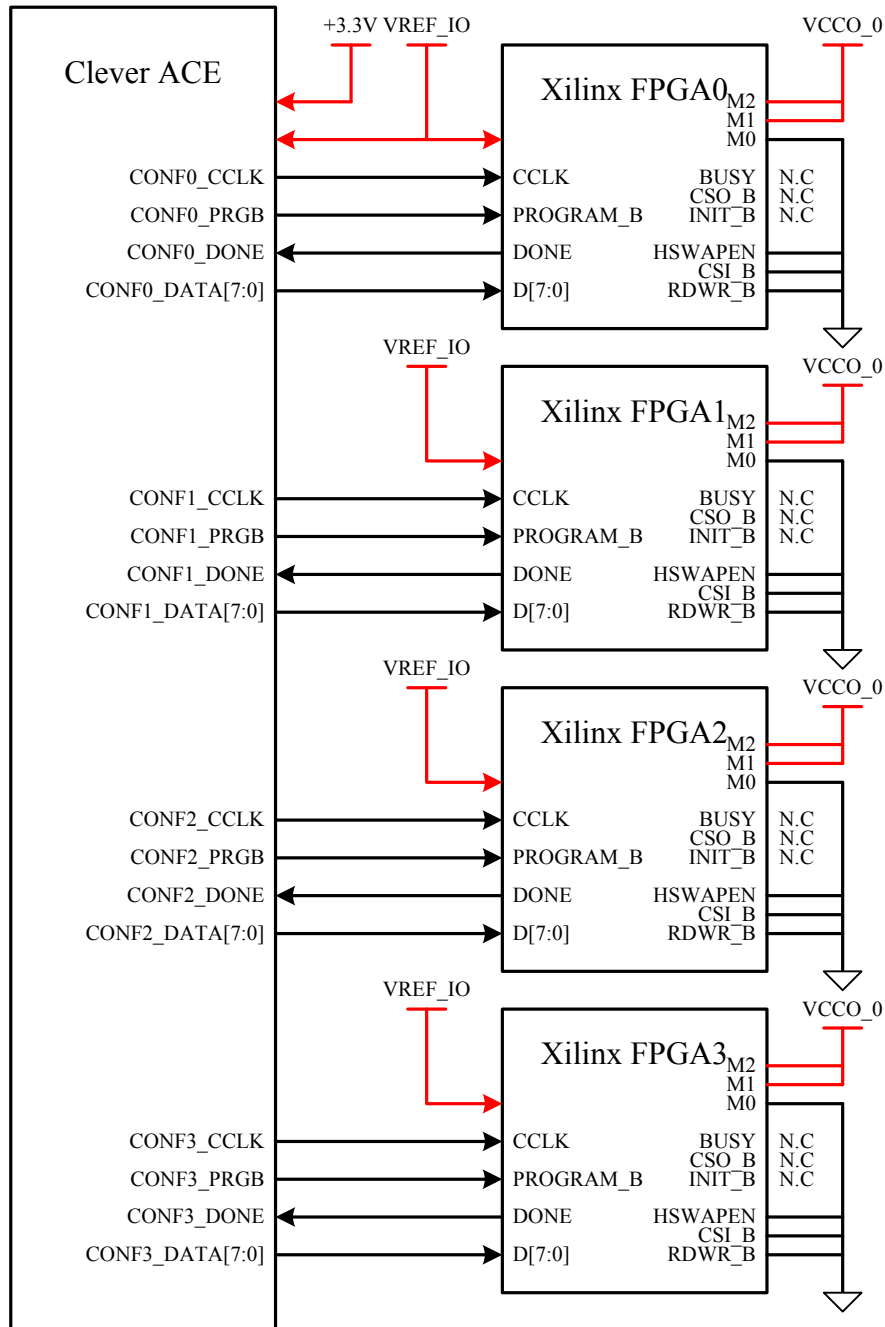 +3.3V VREF_IO VCCO_0
Clever ACE
Xilinx FPGA0
M2
M1
M0
CONF0_CCLK CCLK BUSY N.C
CSO_B N.C
CONF0_PRGB PROGRAM_B INIT_B N.C
CONF0_DONE DONE HSWAPEN
CSI_B
CONF0_DATA[7:0] D[7:0] RDWR_B
VREF_IO VCCO_0
Xilinx FPGA1
M2
M1
M0
CONF1_CCLK CCLK BUSY N.C
CSO_B N.C
CONF1_PRGB PROGRAM_B INIT_B N.C
CONF1_DONE DONE HSWAPEN
CSI_B
CONF1_DATA[7:0] D[7:0] RDWR_B
VREF_IO VCCO_0
Xilinx FPGA2
M2
M1
M0
CONF2_CCLK CCLK BUSY N.C
CSO_B N.C
CONF2_PRGB PROGRAM_B INIT_B N.C
CONF2_DONE DONE HSWAPEN
CSI_B
CONF2_DATA[7:0] D[7:0] RDWR_B
VREF_IO VCCO_0
Xilinx FPGA3
M2
M1
M0
CONF3_CCLK CCLK BUSY N.C
CSO_B N.C
CONF3_PRGB PROGRAM_B INIT_B N.C
CONF3_DONE DONE HSWAPEN
CSI_B
CONF3_DATA[7:0] D[7:0] RDWR_B